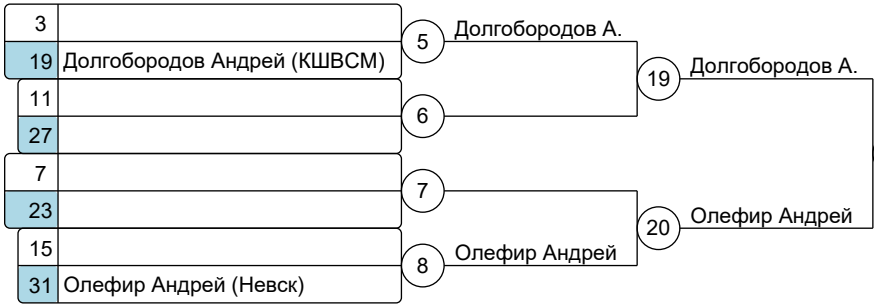 3
19 Долгобородов Андрей (КШВСМ)
5
Долгобородов А.
11
27
6
19
Долгобородов А.
7
23
7
15
31 Олефир Андрей (Невск)
8
Олефир Андрей
20
Олефир Андрей